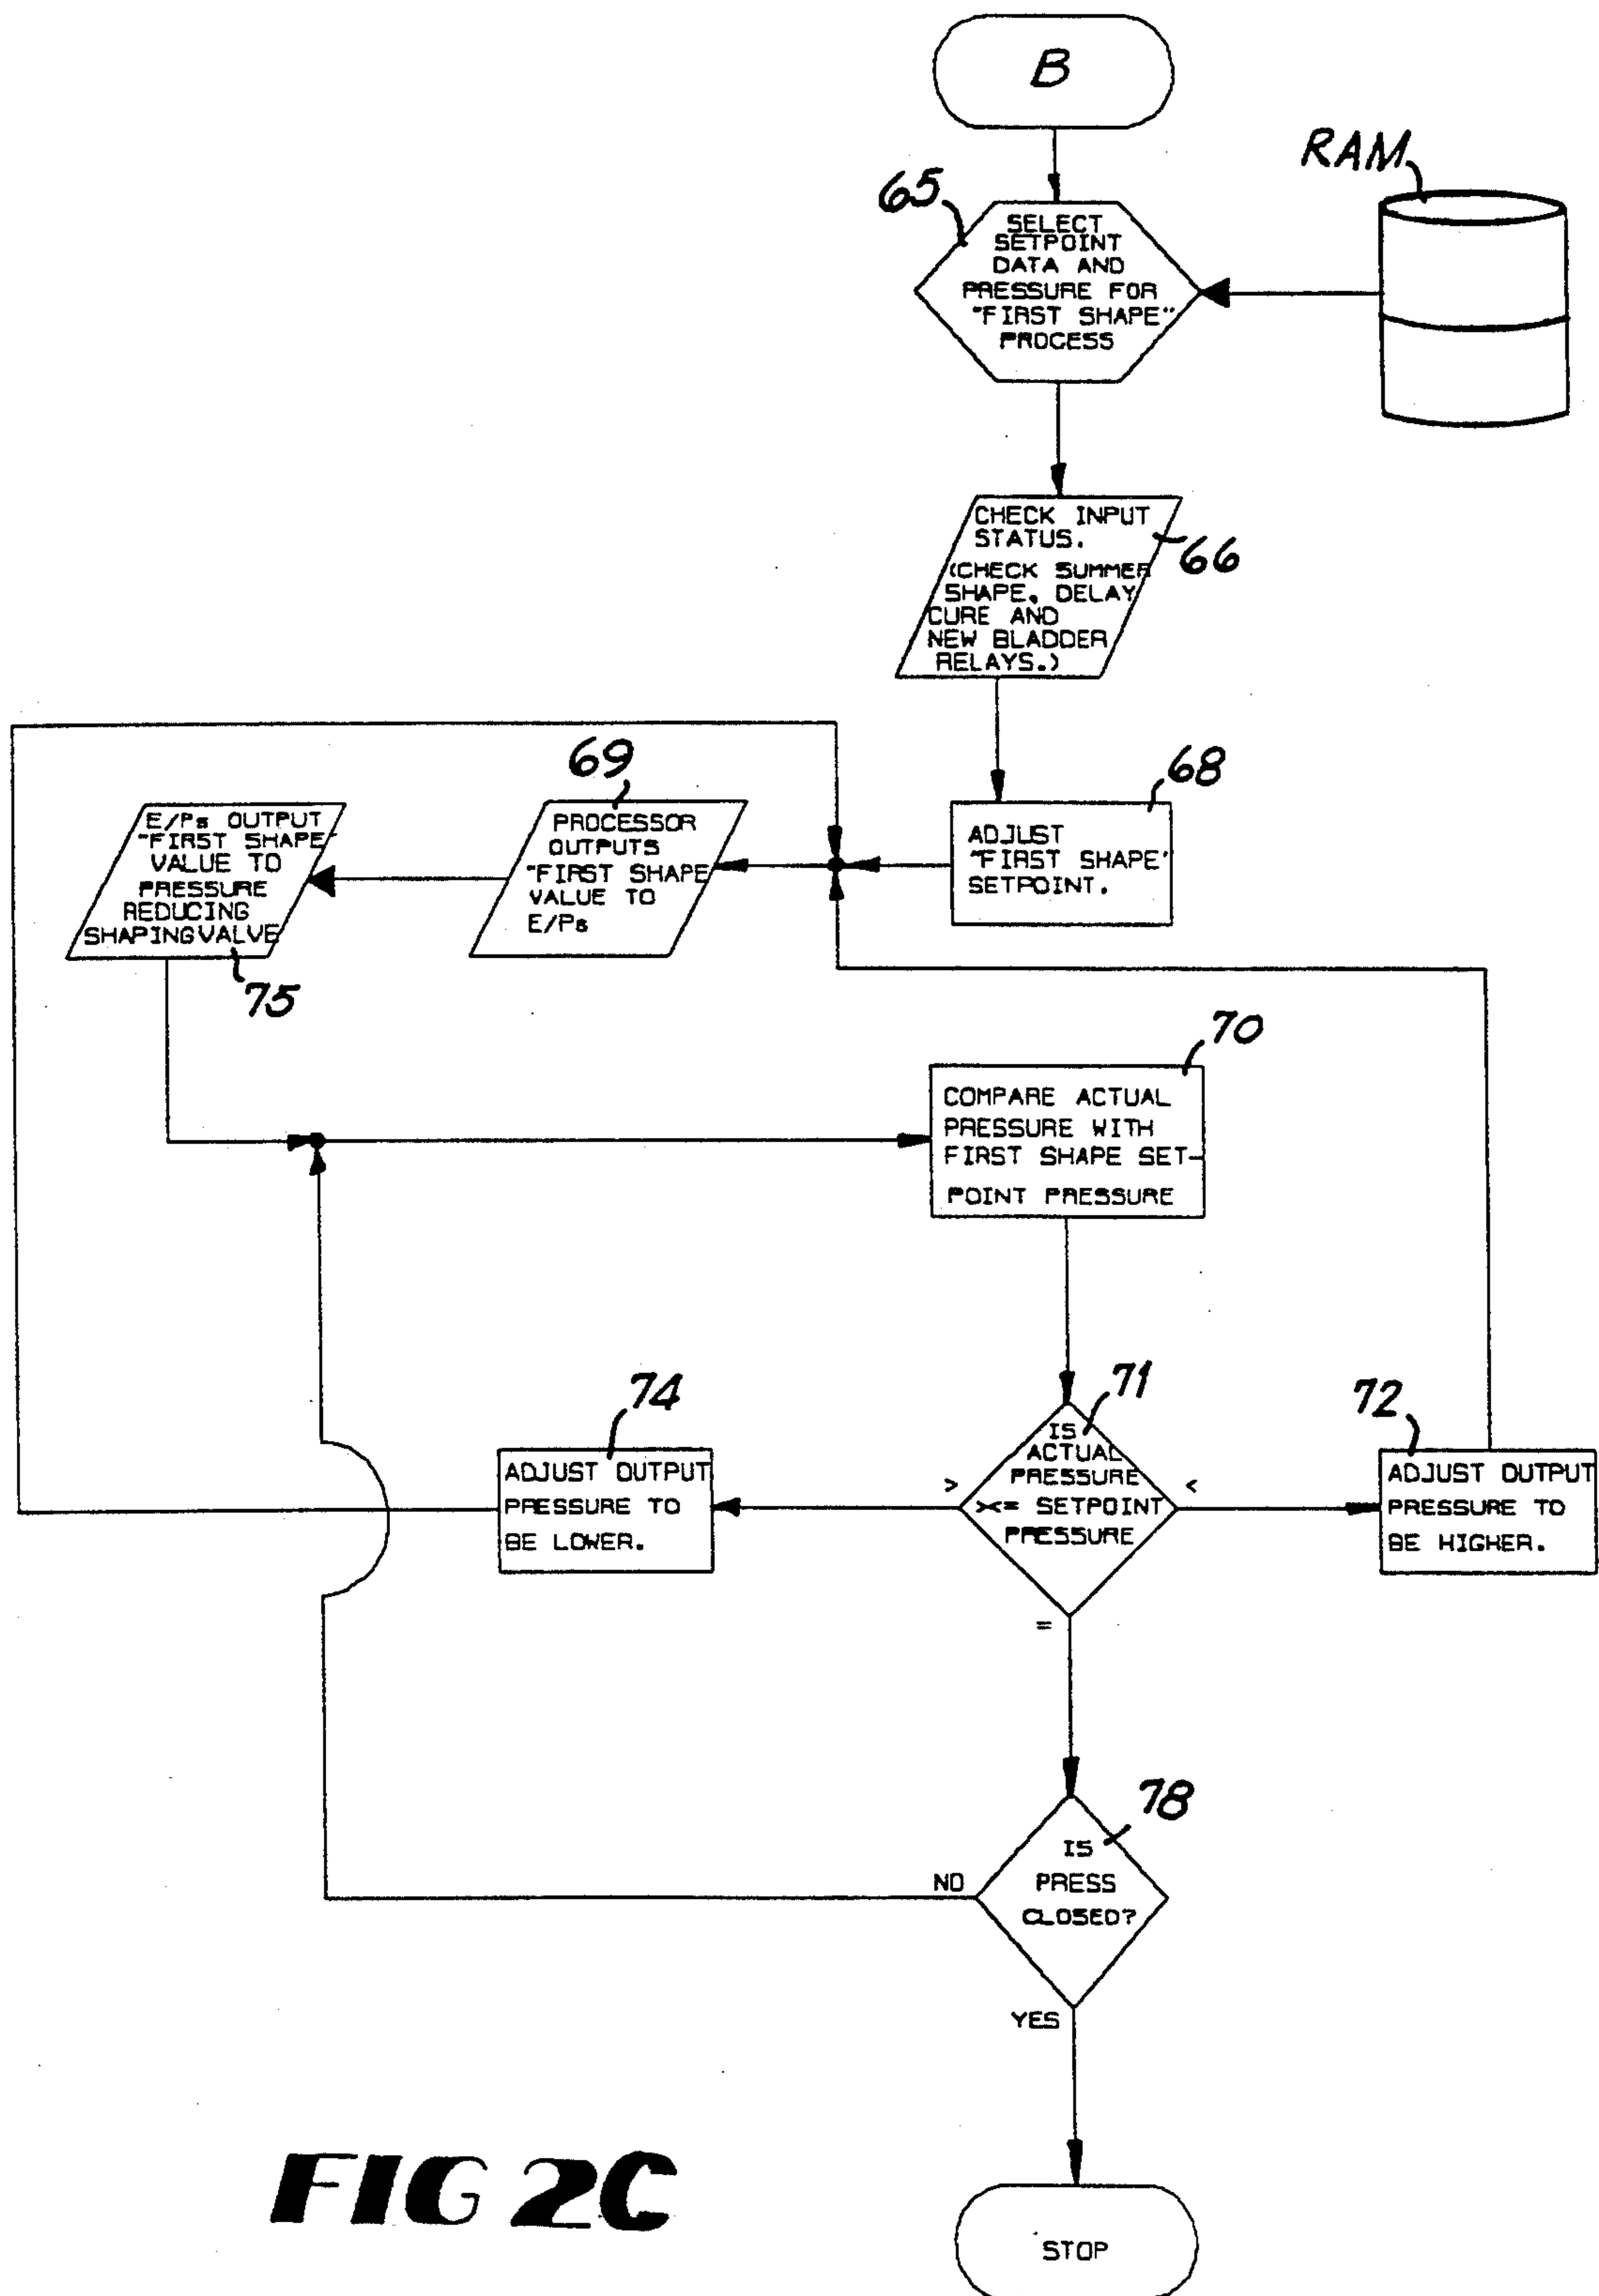 B
RAM
65
SELECT
SETPOINT
DATA AND
PRESSURE FOR
"FIRST SHAPE"
PROCESS
CHECK INPUT
STATUS.
(CHECK SUMMER
SHAPE, DELAY
CURE AND
NEW BLADDER
RELAYS.)
66
69
68
E/Ps OUTPUT
"FIRST SHAPE"
VALUE TO
PRESSURE
REDUCING
SHAPINGVALVE
75
PROCESSOR
OUTPUTS
"FIRST SHAPE
VALUE TO
E/Ps
ADJUST
"FIRST SHAPE"
SETPOINT.
70
COMPARE ACTUAL
PRESSURE WITH
FIRST SHAPE SET-
POINT PRESSURE
74
ADJUST OUTPUT
PRESSURE TO
BE LOWER.
71
IS
ACTUAL
PRESSURE
><= SETPOINT
PRESSURE
>
<
=
72
ADJUST OUTPUT
PRESSURE TO
BE HIGHER.
78
IS
PRESS
CLOSED?
NO
YES
STOP
FIG 2C